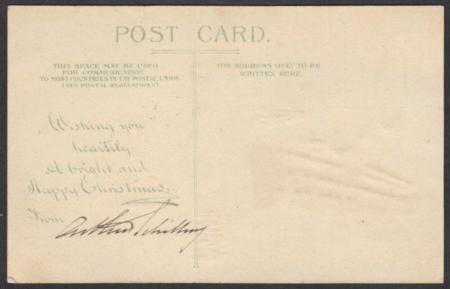 POST CARD.
THIS SPACE MAY BE USED
FOR COMMUNICATION
TO MOST COUNTRIES IN THE POSTAL UNION
(SEE POSTAL REGULATIONS)
THE ADDRESS ONLY TO BE
WRITTEN HERE.
Wishing you
heartily
A bright and
Happy Christmas
From
Arthur Schilling